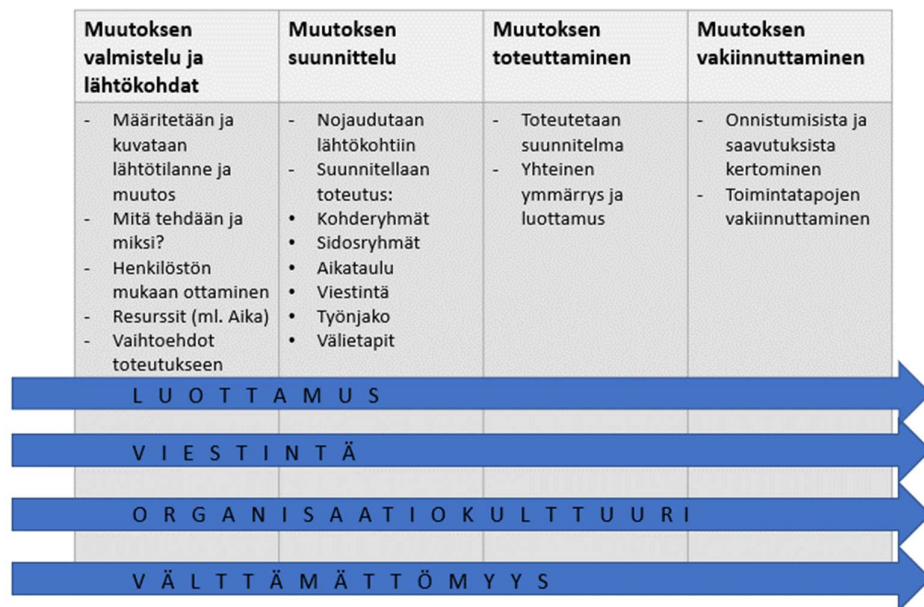 Muutoksen
valmistelu ja
lähtökohdat
Muutoksen
suunnittelu
Muutoksen
toteuttaminen
Muutoksen
vakiinnuttaminen
- Määritetään ja
kuvataan
lähtötilanne ja
muutos
- Mitä tehdään ja
miksi?
- Henkilöstön
mukaan ottaminen
- Resurssit (ml. Aika)
- Vaihtoehdot
toteutukseen
- Nojaudutaan
lähtökohtiin
- Suunnitellaan
toteutus:
• Kohderyhmät
• Sidosryhmät
• Aikataulu
• Viestintä
• Työnjako
• Välietapit
- Toteutetaan
suunnitelma
- Yhteinen
ymmärrys ja
luottamus
- Onnistumisista ja
saavutuksista
kertominen
- Toimintatapojen
vakiinnuttaminen
L U O T T A M U S
V I E S T I N T Ä
O R G A N I S A A T I O K U L T T U U R I
V Ä L T T Ä M Ä T T Ö M Y Y S